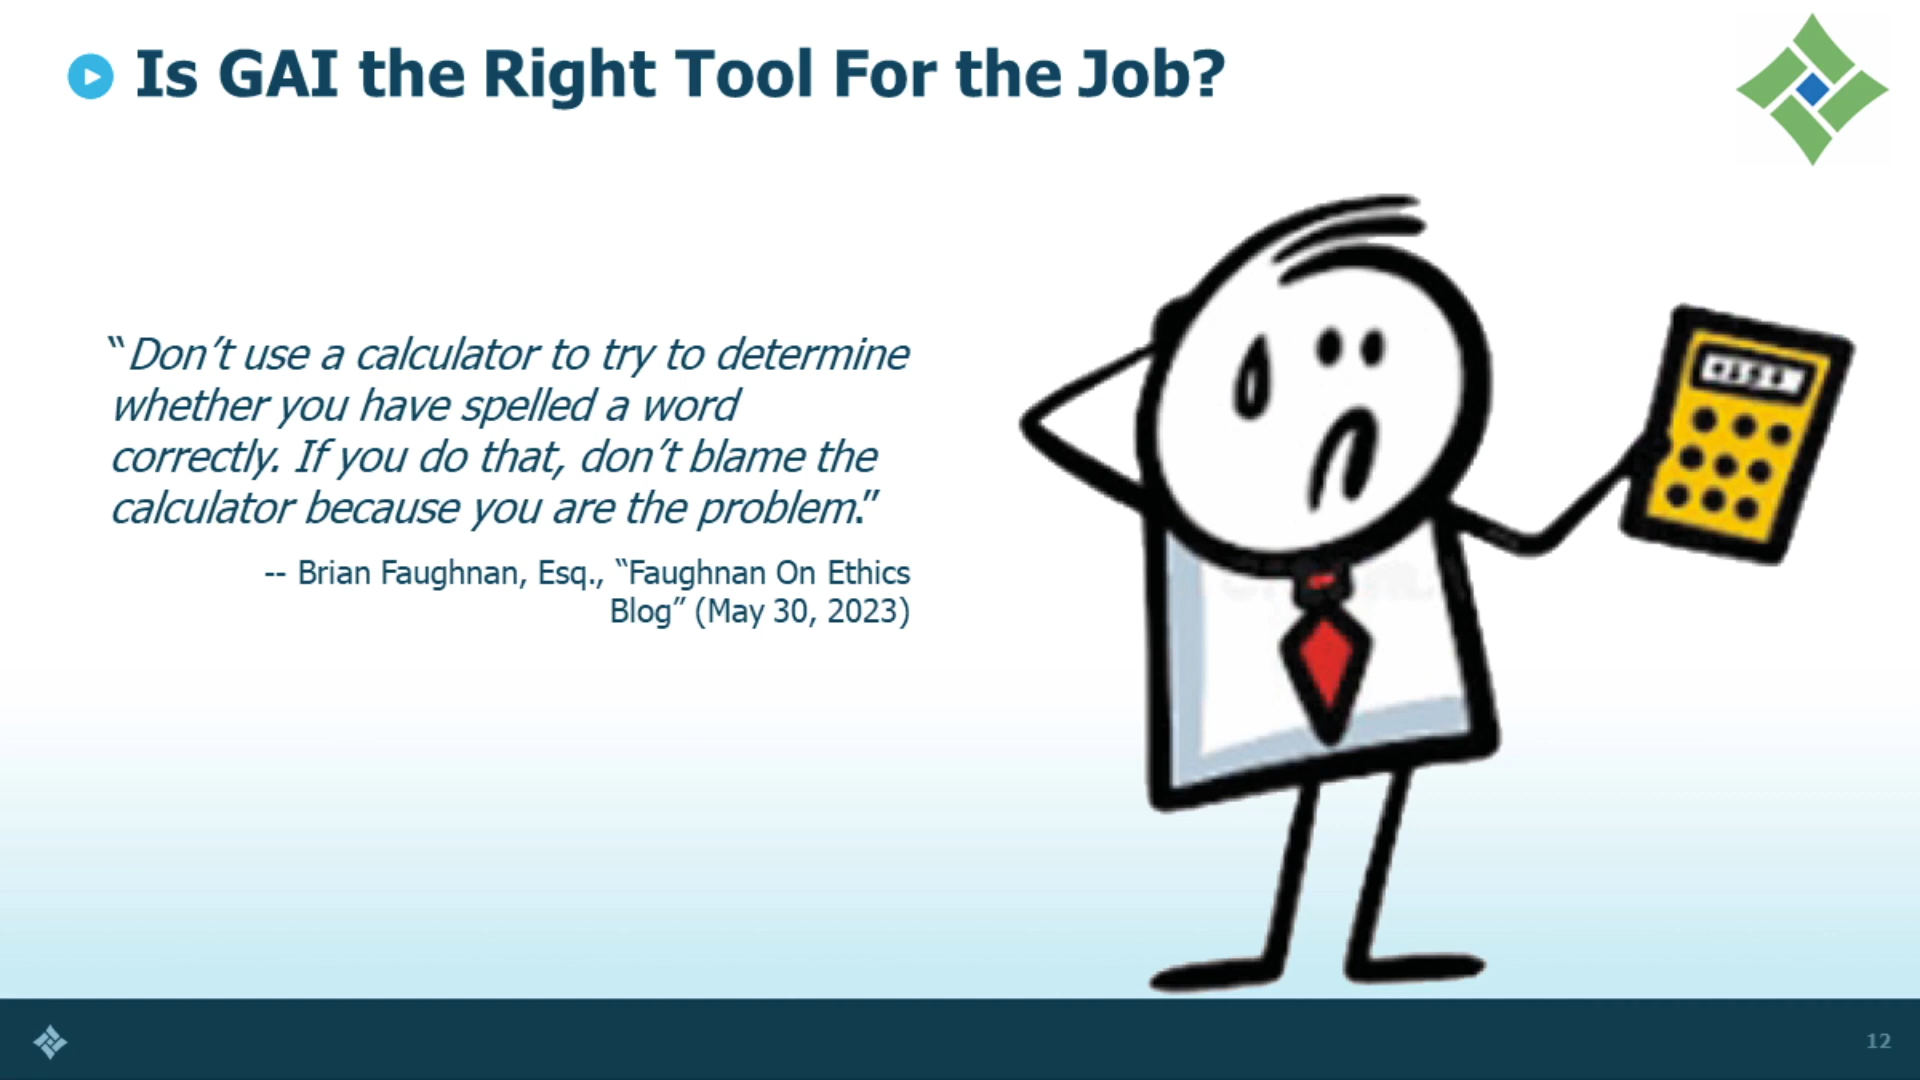 Is GAI the Right Tool For the Job?
“Don’t use a calculator to try to determine
whether you have spelled a word
correctly. If you do that, don’t blame the
calculator because you are the problem.”
-- Brian Faughnan, Esq., “Faughnan On Ethics
Blog” (May 30, 2023)
12